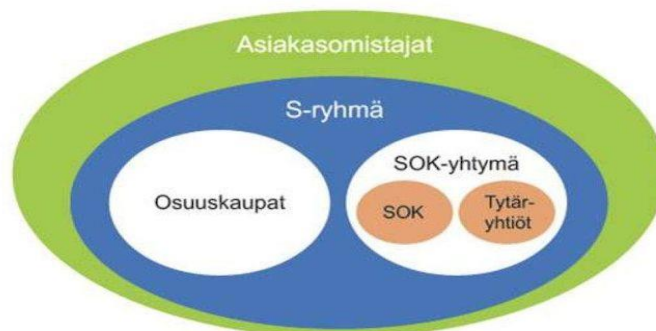 Asiakasomistajat
S-ryhmä
Osuuskaupat
SOK-yhtymä
SOK
Tytär-
yhtiöt